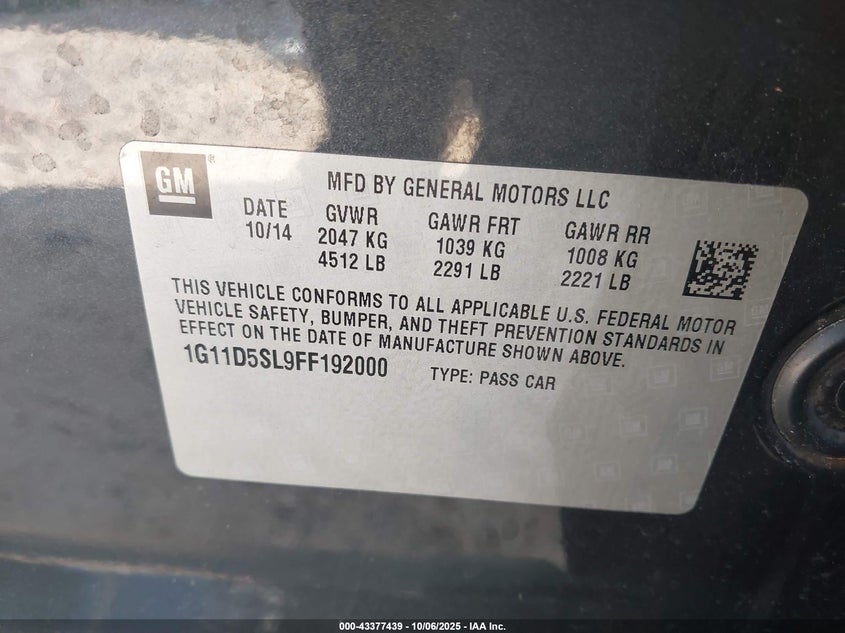 GM ®
MFD BY GENERAL MOTORS LLC
DATE GVWR GAWR FRT GAWR RR
10/14 2047 KG 1039 KG 1008 KG
4512 LB 2291 LB 2221 LB
THIS VEHICLE CONFORMS TO ALL APPLICABLE U.S. FEDERAL MOTOR
VEHICLE SAFETY, BUMPER, AND THEFT PREVENTION STANDARDS IN
EFFECT ON THE DATE OF MANUFACTURE SHOWN ABOVE.
1G11D5SL9FF192000 TYPE: PASS CAR
000-43377439 - 10/06/2025 - IAA Inc.